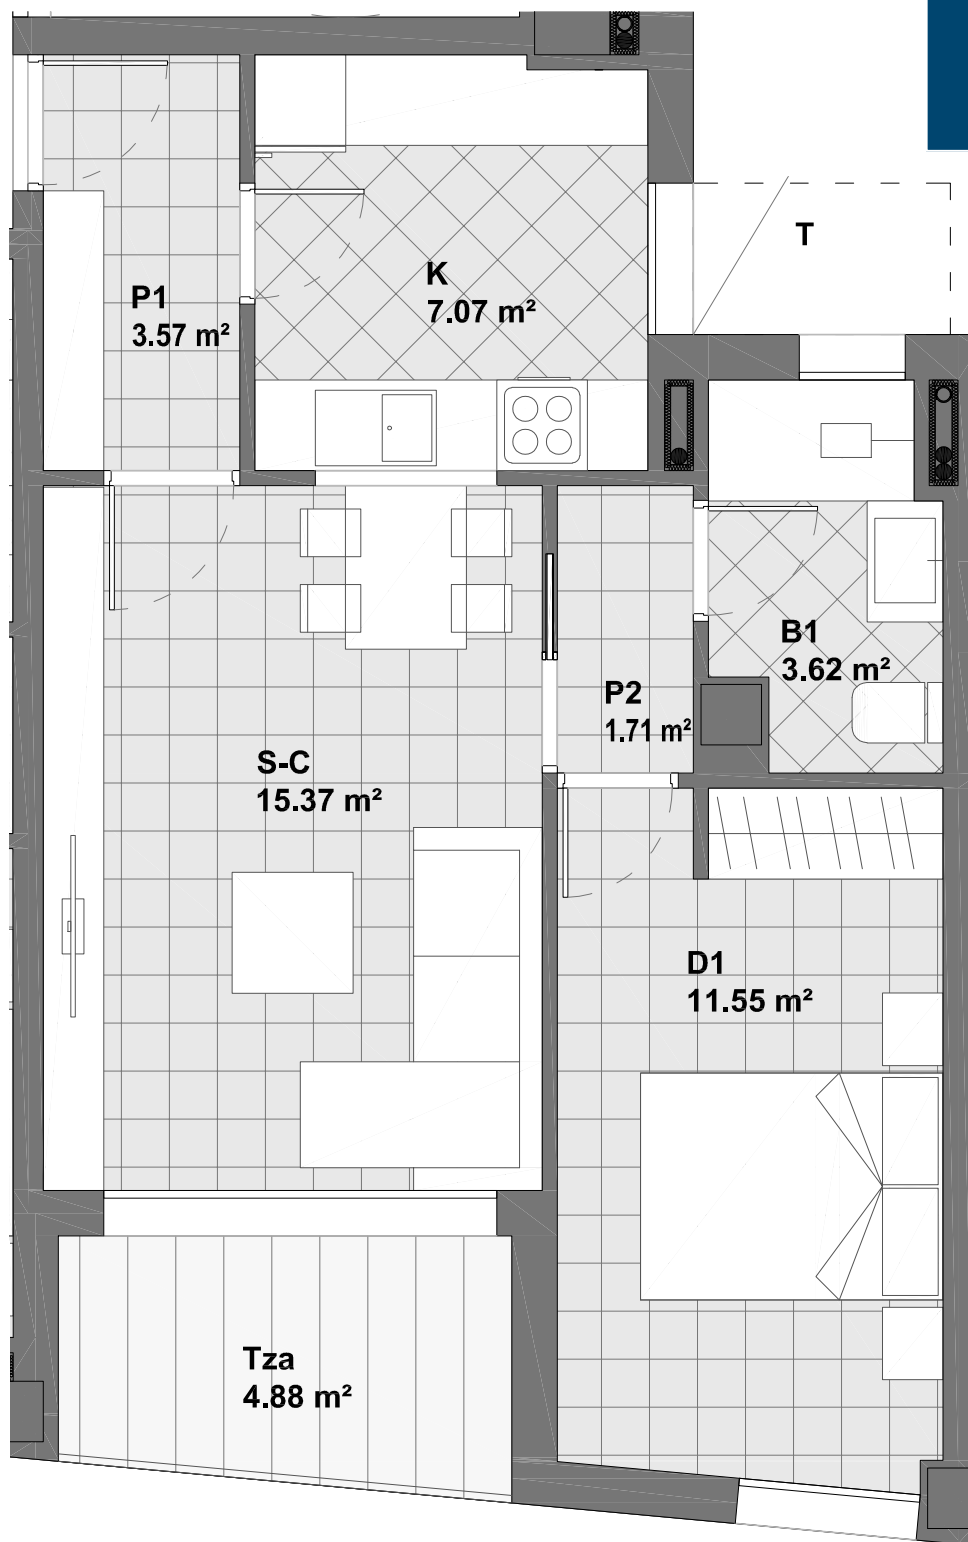 T
K
7.07 m²
P1
3.57 m²
B1
3.62 m²
P2
1.71 m²
S-C
15.37 m²
D1
11.55 m²
Tza
4.88 m²